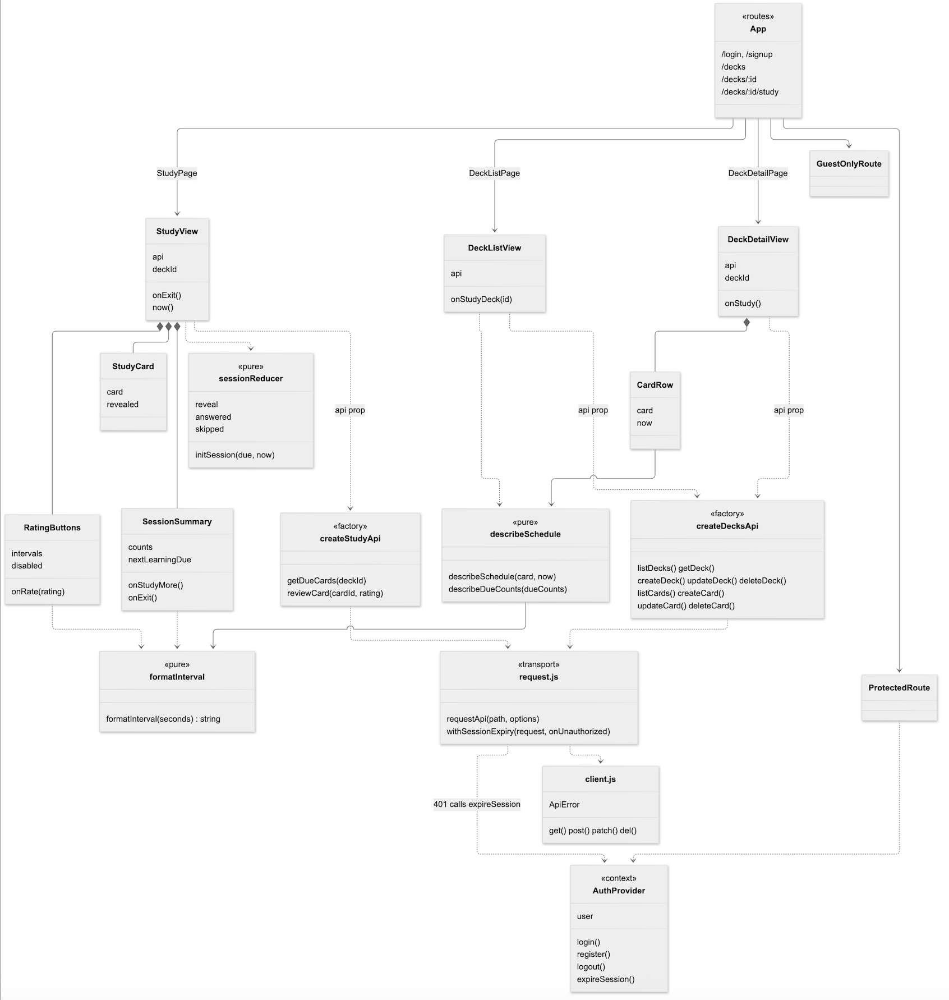 «routes»
App
/login, /signup
/decks
/decks/:id
/decks/:id/study
GuestOnlyRoute
StudyPage
DeckListPage
DeckDetailPage
StudyView
api
deckId
onExit()
now()
DeckListView
api
onStudyDeck(id)
DeckDetailView
api
deckId
onStudy()
StudyCard
card
revealed
«pure»
sessionReducer
reveal
answered
skipped
initSession(due, now)
api prop
api prop
CardRow
card
now
api prop
RatingButtons
intervals
disabled
onRate(rating)
SessionSummary
counts
nextLearningDue
onStudyMore()
onExit()
«factory»
createStudyApi
getDueCards(deckId)
reviewCard(cardId, rating)
«pure»
describeSchedule
describeSchedule(card, now)
describeDueCounts(dueCounts)
«factory»
createDecksApi
listDecks() getDeck()
createDeck() updateDeck() deleteDeck()
listCards() createCard()
updateCard() deleteCard()
«pure»
formatInterval
formatInterval(seconds) : string
«transport»
request.js
requestApi(path, options)
withSessionExpiry(request, onUnauthorized)
ProtectedRoute
401 calls expireSession
client.js
ApiError
get() post() patch() del()
«context»
AuthProvider
user
login()
register()
logout()
expireSession()